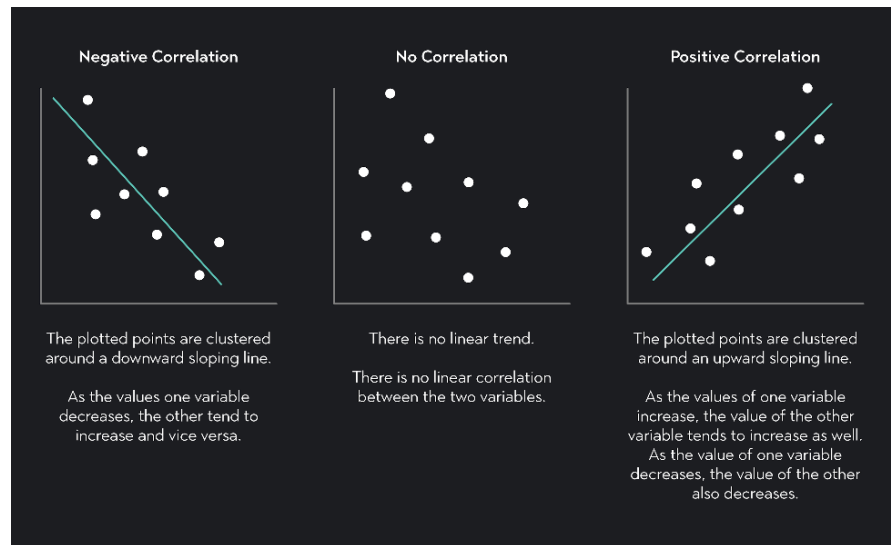 Negative Correlation
The plotted points are clustered
around a downward sloping line.
As the values one variable
decreases, the other tend to
increase and vice versa.
No Correlation
There is no linear trend.
There is no linear correlation
between the two variables.
Positive Correlation
The plotted points are clustered
around an upward sloping line.
As the values of one variable
increase, the value of the other
variable tends to increase as well.
As the value of one variable
decreases, the value of the other
also decreases.